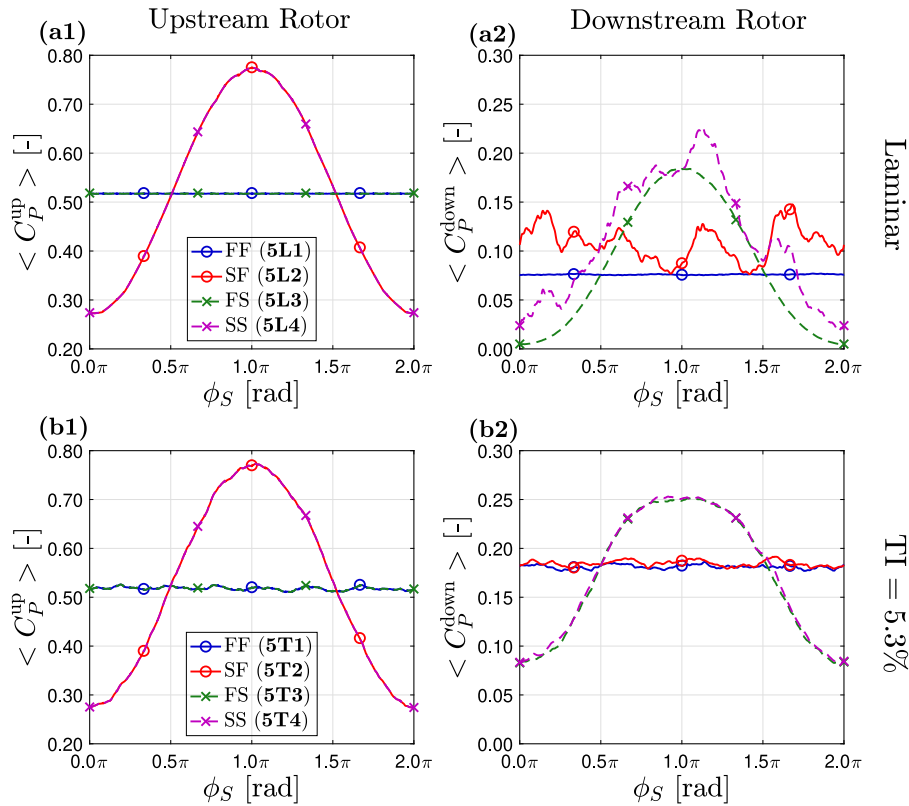 Upstream Rotor
Downstream Rotor
(a1)
(a2)
0.80
0.70
0.60
0.50
0.40
0.30
0.20
< C_P^up > [-]
FF (5L1)
SF (5L2)
FS (5L3)
SS (5L4)
0.0π 0.5π 1.0π 1.5π 2.0π
ϕ_S [rad]
0.30
0.25
0.20
0.15
0.10
0.05
0.00
< C_P^down > [-]
0.0π 0.5π 1.0π 1.5π 2.0π
ϕ_S [rad]
Laminar
(b1)
(b2)
0.80
0.70
0.60
0.50
0.40
0.30
0.20
< C_P^up > [-]
FF (5T1)
SF (5T2)
FS (5T3)
SS (5T4)
0.0π 0.5π 1.0π 1.5π 2.0π
ϕ_S [rad]
0.30
0.25
0.20
0.15
0.10
0.05
0.00
< C_P^down > [-]
0.0π 0.5π 1.0π 1.5π 2.0π
ϕ_S [rad]
TI = 5.3%